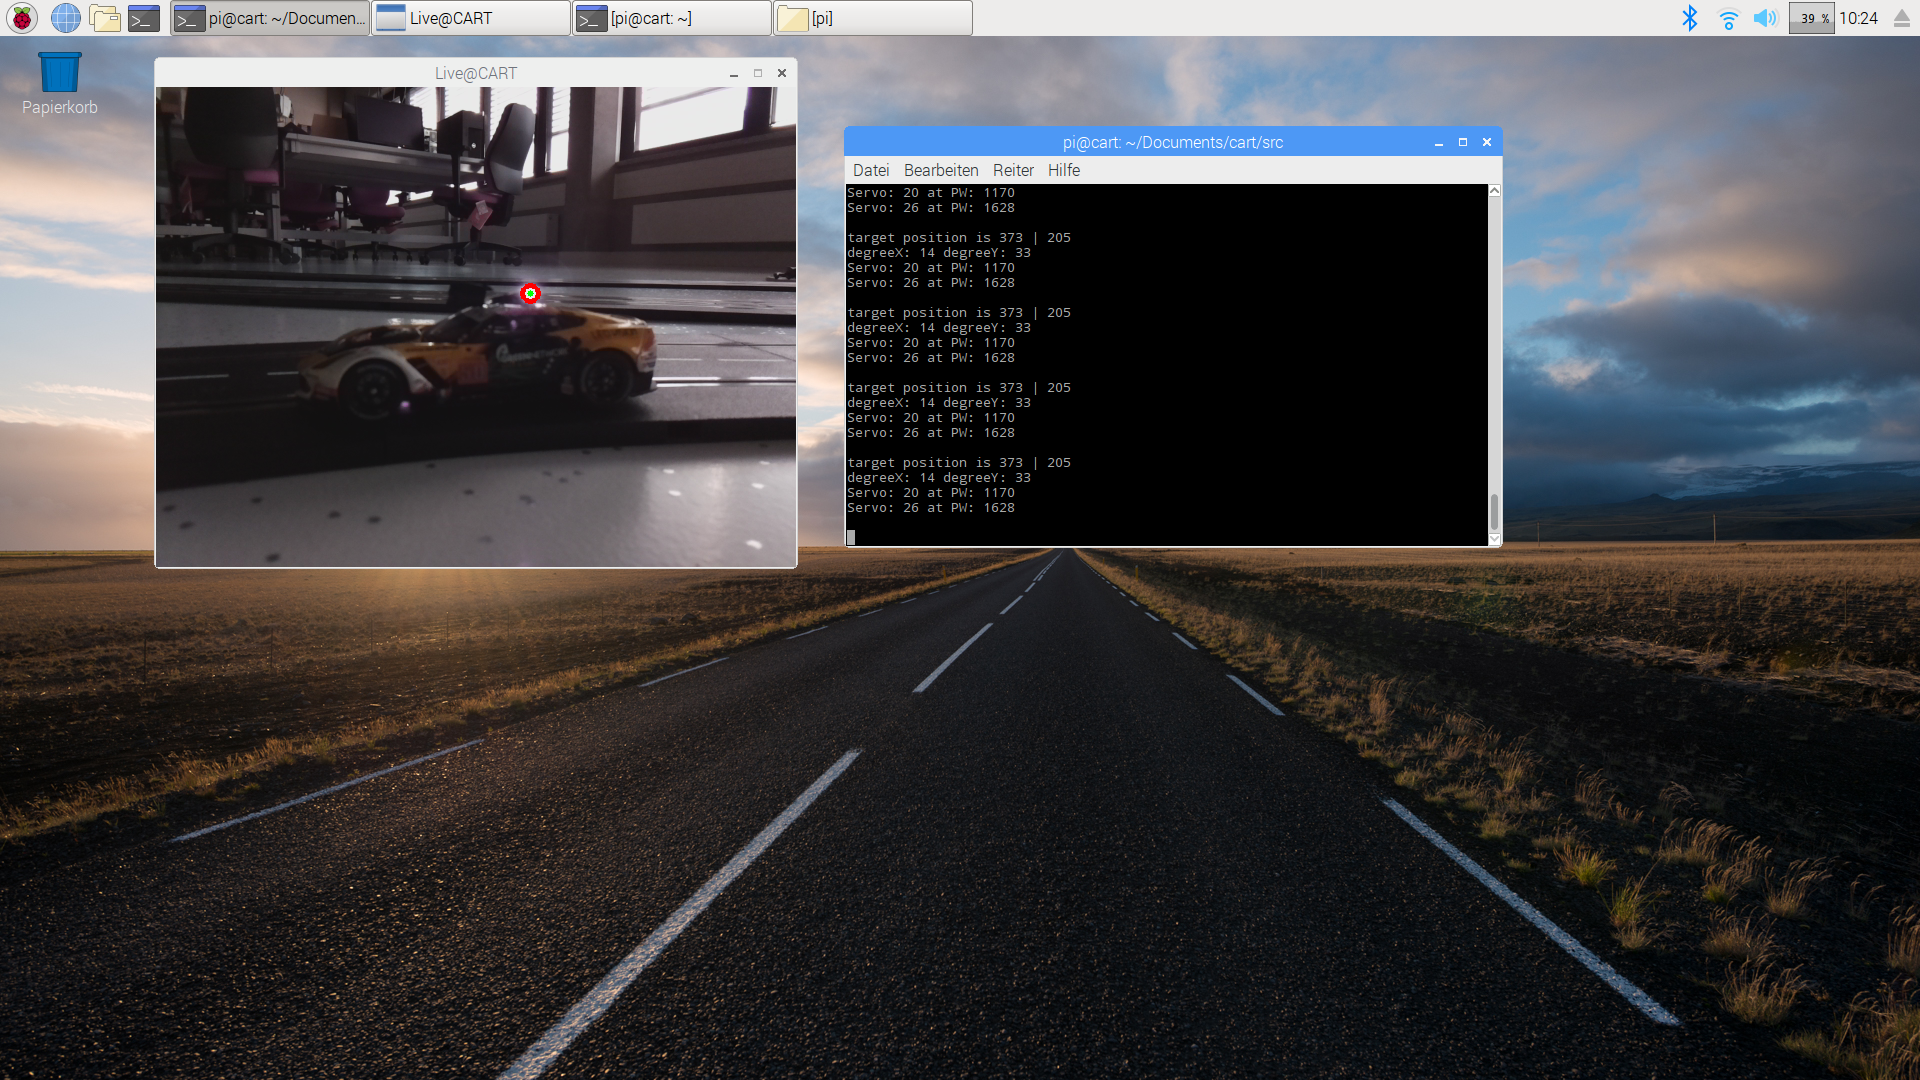 pi@cart: ~/Documen...
Live@CART
[pi@cart: ~]
[pi]
39 %
10:24
Papierkorb
Live@CART
pi@cart: ~/Documents/cart/src
Datei Bearbeiten Reiter Hilfe
Servo: 20 at PW: 1170
Servo: 26 at PW: 1628
target position is 373 | 205
degreeX: 14 degreeY: 33
Servo: 20 at PW: 1170
Servo: 26 at PW: 1628
target position is 373 | 205
degreeX: 14 degreeY: 33
Servo: 20 at PW: 1170
Servo: 26 at PW: 1628
target position is 373 | 205
degreeX: 14 degreeY: 33
Servo: 20 at PW: 1170
Servo: 26 at PW: 1628
target position is 373 | 205
degreeX: 14 degreeY: 33
Servo: 20 at PW: 1170
Servo: 26 at PW: 1628